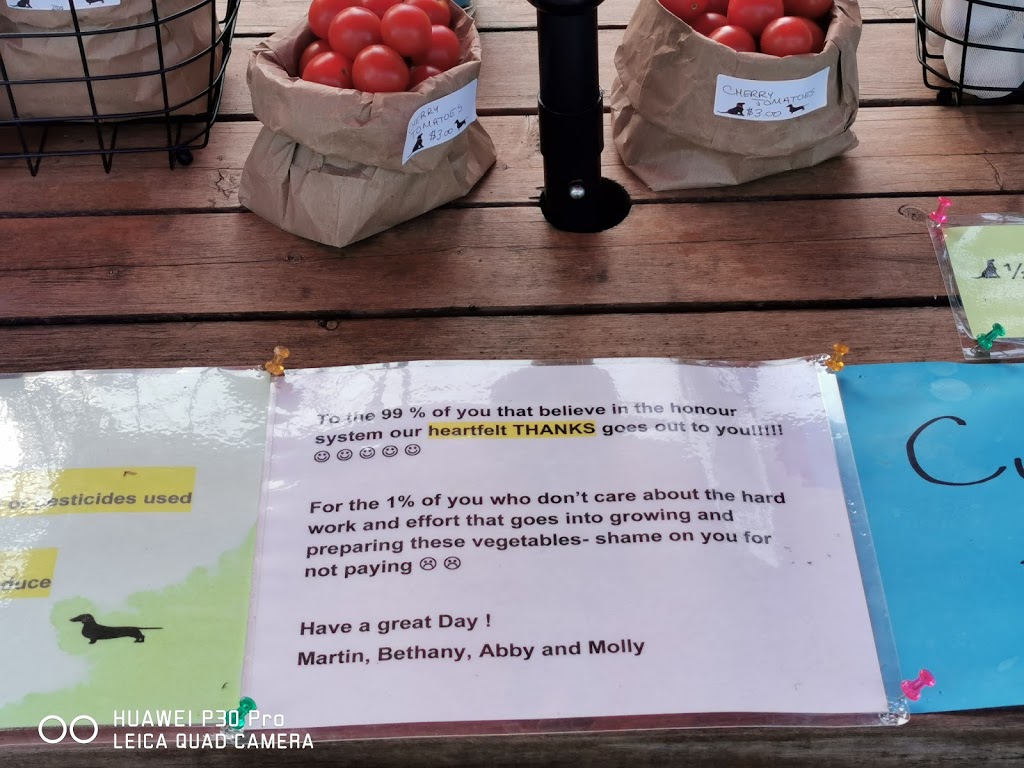 CHERRY
TOMATOES
$3.00
CHERRY
TOMATOES
$3.00
To the 99 % of you that believe in the honour
system our heartfelt THANKS goes out to you!!!!!
☺ ☺ ☺ ☺ ☺
For the 1% of you who don't care about the hard
work and effort that goes into growing and
preparing these vegetables- shame on you for
not paying ☹ ☹
Have a great Day !
Martin, Bethany, Abby and Molly
pesticides used
HUAWEI P30 Pro
LEICA QUAD CAMERA